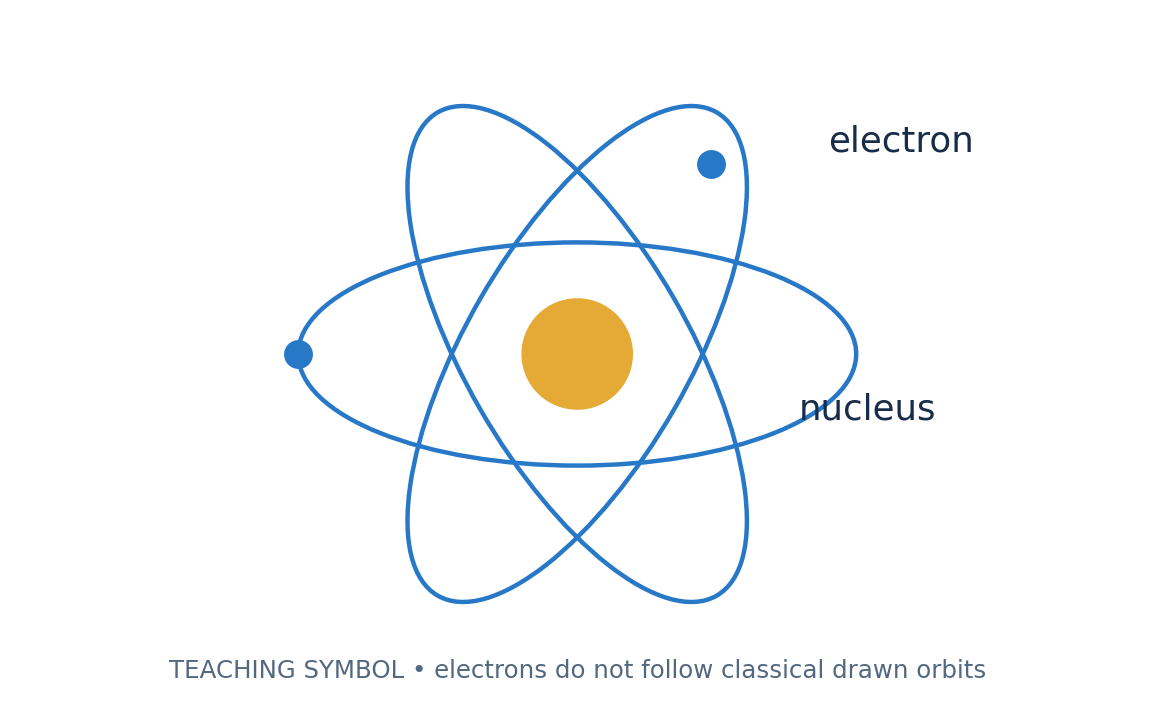 electron
nucleus
TEACHING SYMBOL • electrons do not follow classical drawn orbits